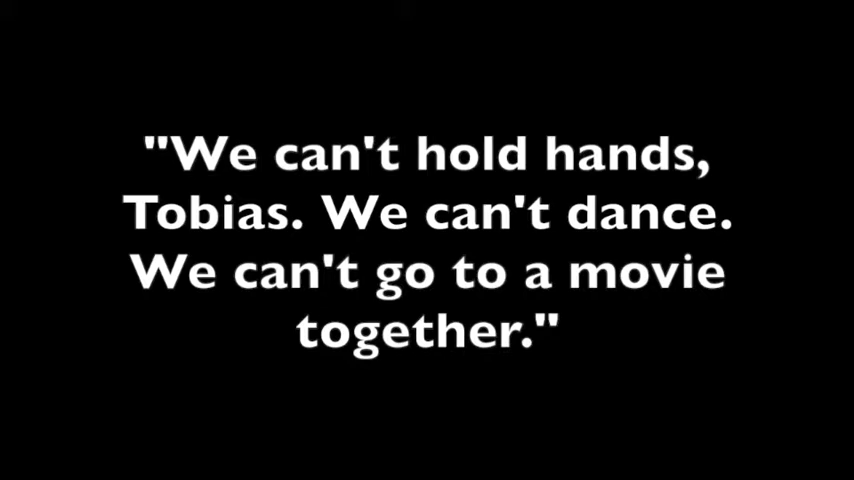 "We can't hold hands,
Tobias. We can't dance.
We can't go to a movie
together."